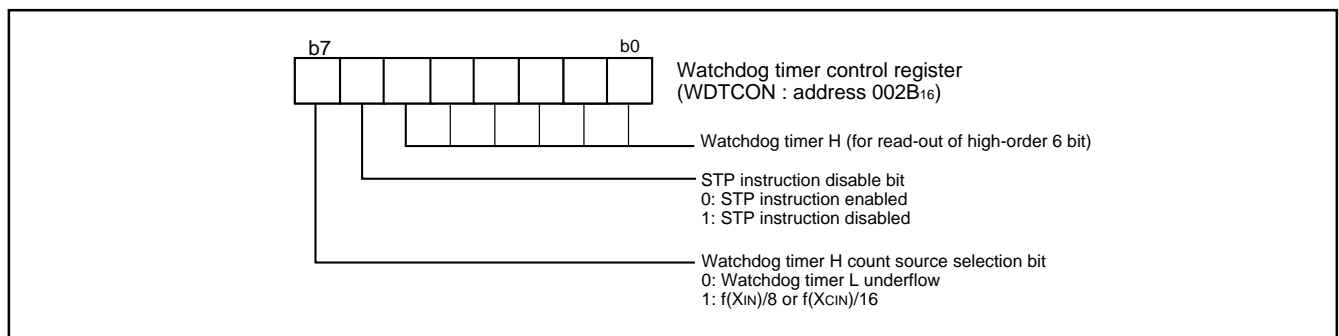 b7
b0
Watchdog timer control register
(WDTCON : address 002B16)
Watchdog timer H (for read-out of high-order 6 bit)
STP instruction disable bit
0: STP instruction enabled
1: STP instruction disabled
Watchdog timer H count source selection bit
0: Watchdog timer L underflow
1: f(XIN)/8 or f(XCIN)/16